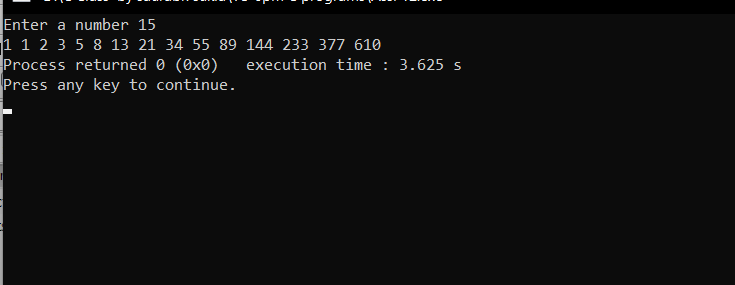 Enter a number 15
1 1 2 3 5 8 13 21 34 55 89 144 233 377 610
Process returned 0 (0x0)   execution time : 3.625 s
Press any key to continue.